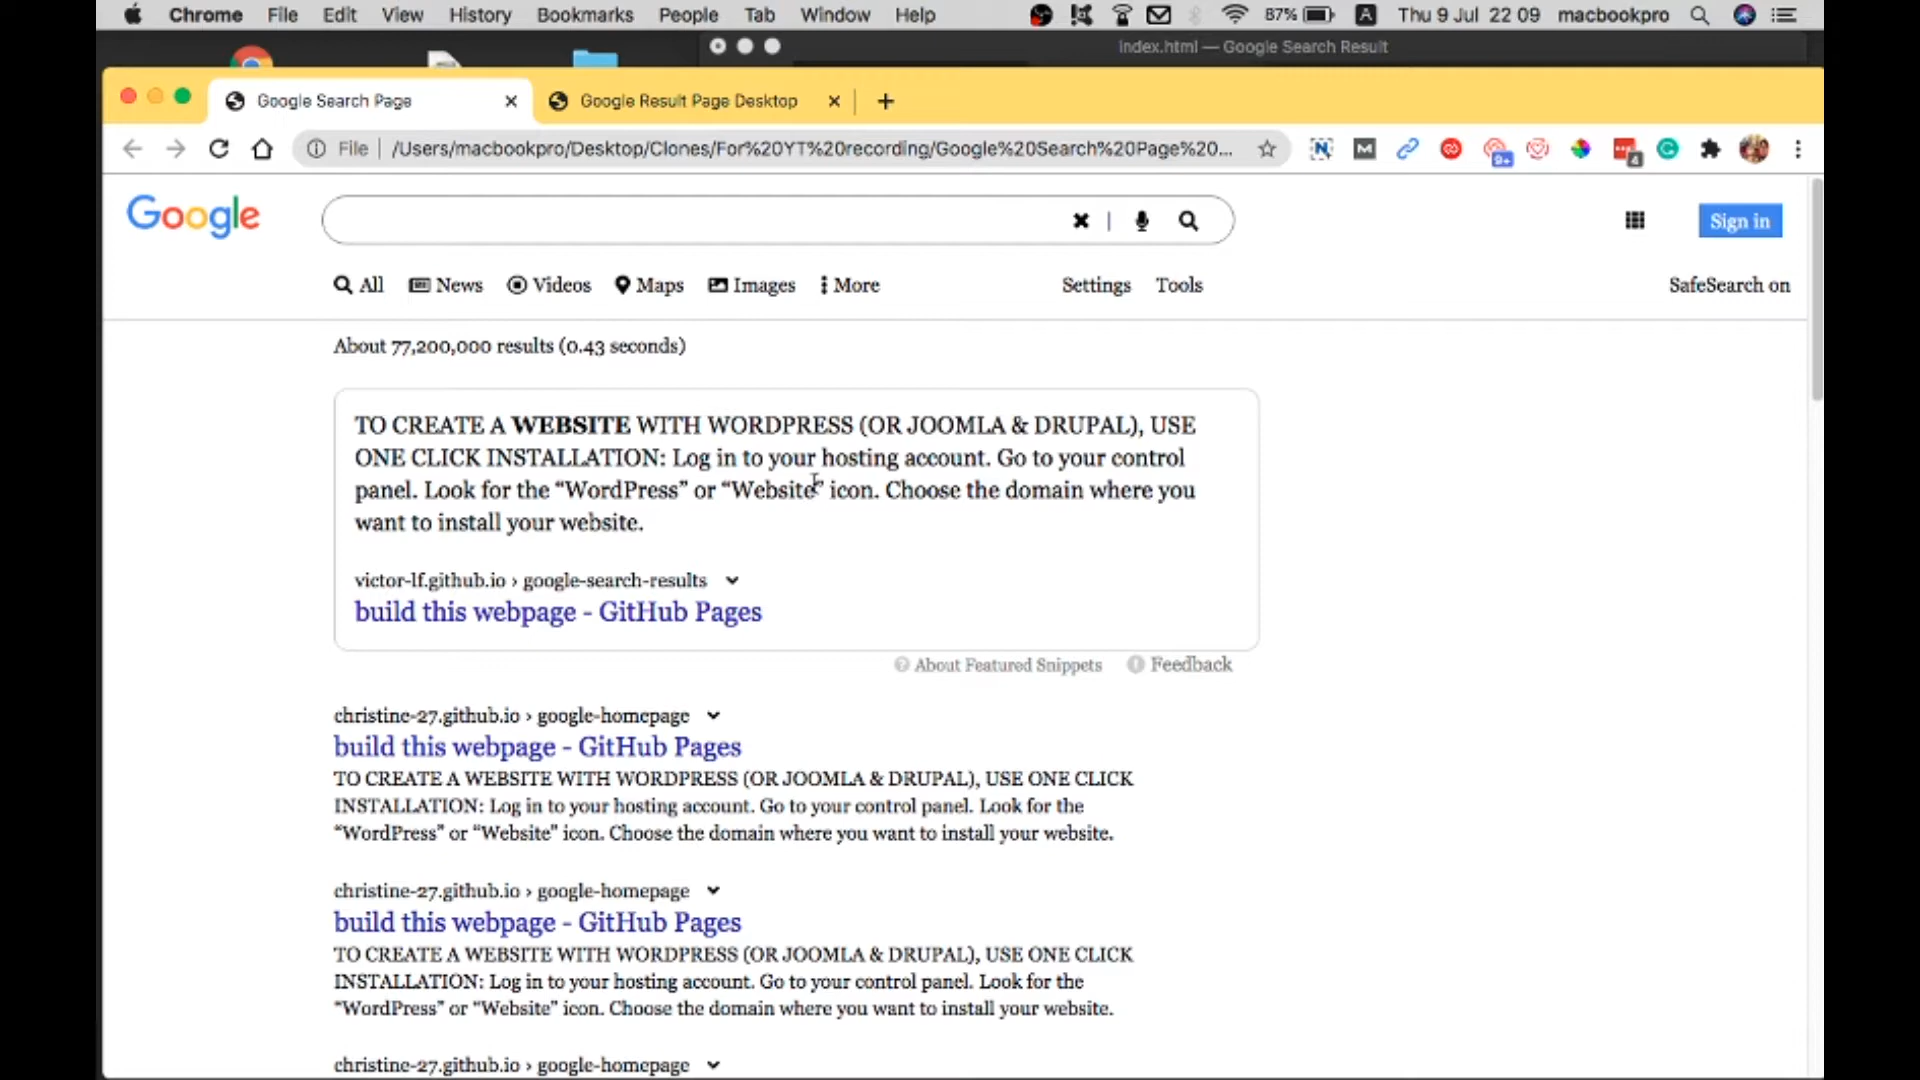 Chrome File Edit View History Bookmarks People Tab Window Help 87% A Thu 9 Jul 22 09 macbookpro
index.html — Google Search Result
Google Search Page Google Result Page Desktop
File /Users/macbookpro/Desktop/Clones/For%20YT%20recording/Google%20Search%20Page%20... 9+ 4
Google | Sign in
All News Videos Maps Images More Settings Tools SafeSearch on
About 77,200,000 results (0.43 seconds)
TO CREATE A WEBSITE WITH WORDPRESS (OR JOOMLA & DRUPAL), USE
ONE CLICK INSTALLATION: Log in to your hosting account. Go to your control
panel. Look for the “WordPress” or “Website” icon. Choose the domain where you
want to install your website.
victor-lf.github.io › google-search-results
build this webpage - GitHub Pages
About Featured Snippets Feedback
christine-27.github.io › google-homepage
build this webpage - GitHub Pages
TO CREATE A WEBSITE WITH WORDPRESS (OR JOOMLA & DRUPAL), USE ONE CLICK
INSTALLATION: Log in to your hosting account. Go to your control panel. Look for the
“WordPress” or “Website” icon. Choose the domain where you want to install your website.
christine-27.github.io › google-homepage
build this webpage - GitHub Pages
TO CREATE A WEBSITE WITH WORDPRESS (OR JOOMLA & DRUPAL), USE ONE CLICK
INSTALLATION: Log in to your hosting account. Go to your control panel. Look for the
“WordPress” or “Website” icon. Choose the domain where you want to install your website.
christine-27.github.io › google-homepage